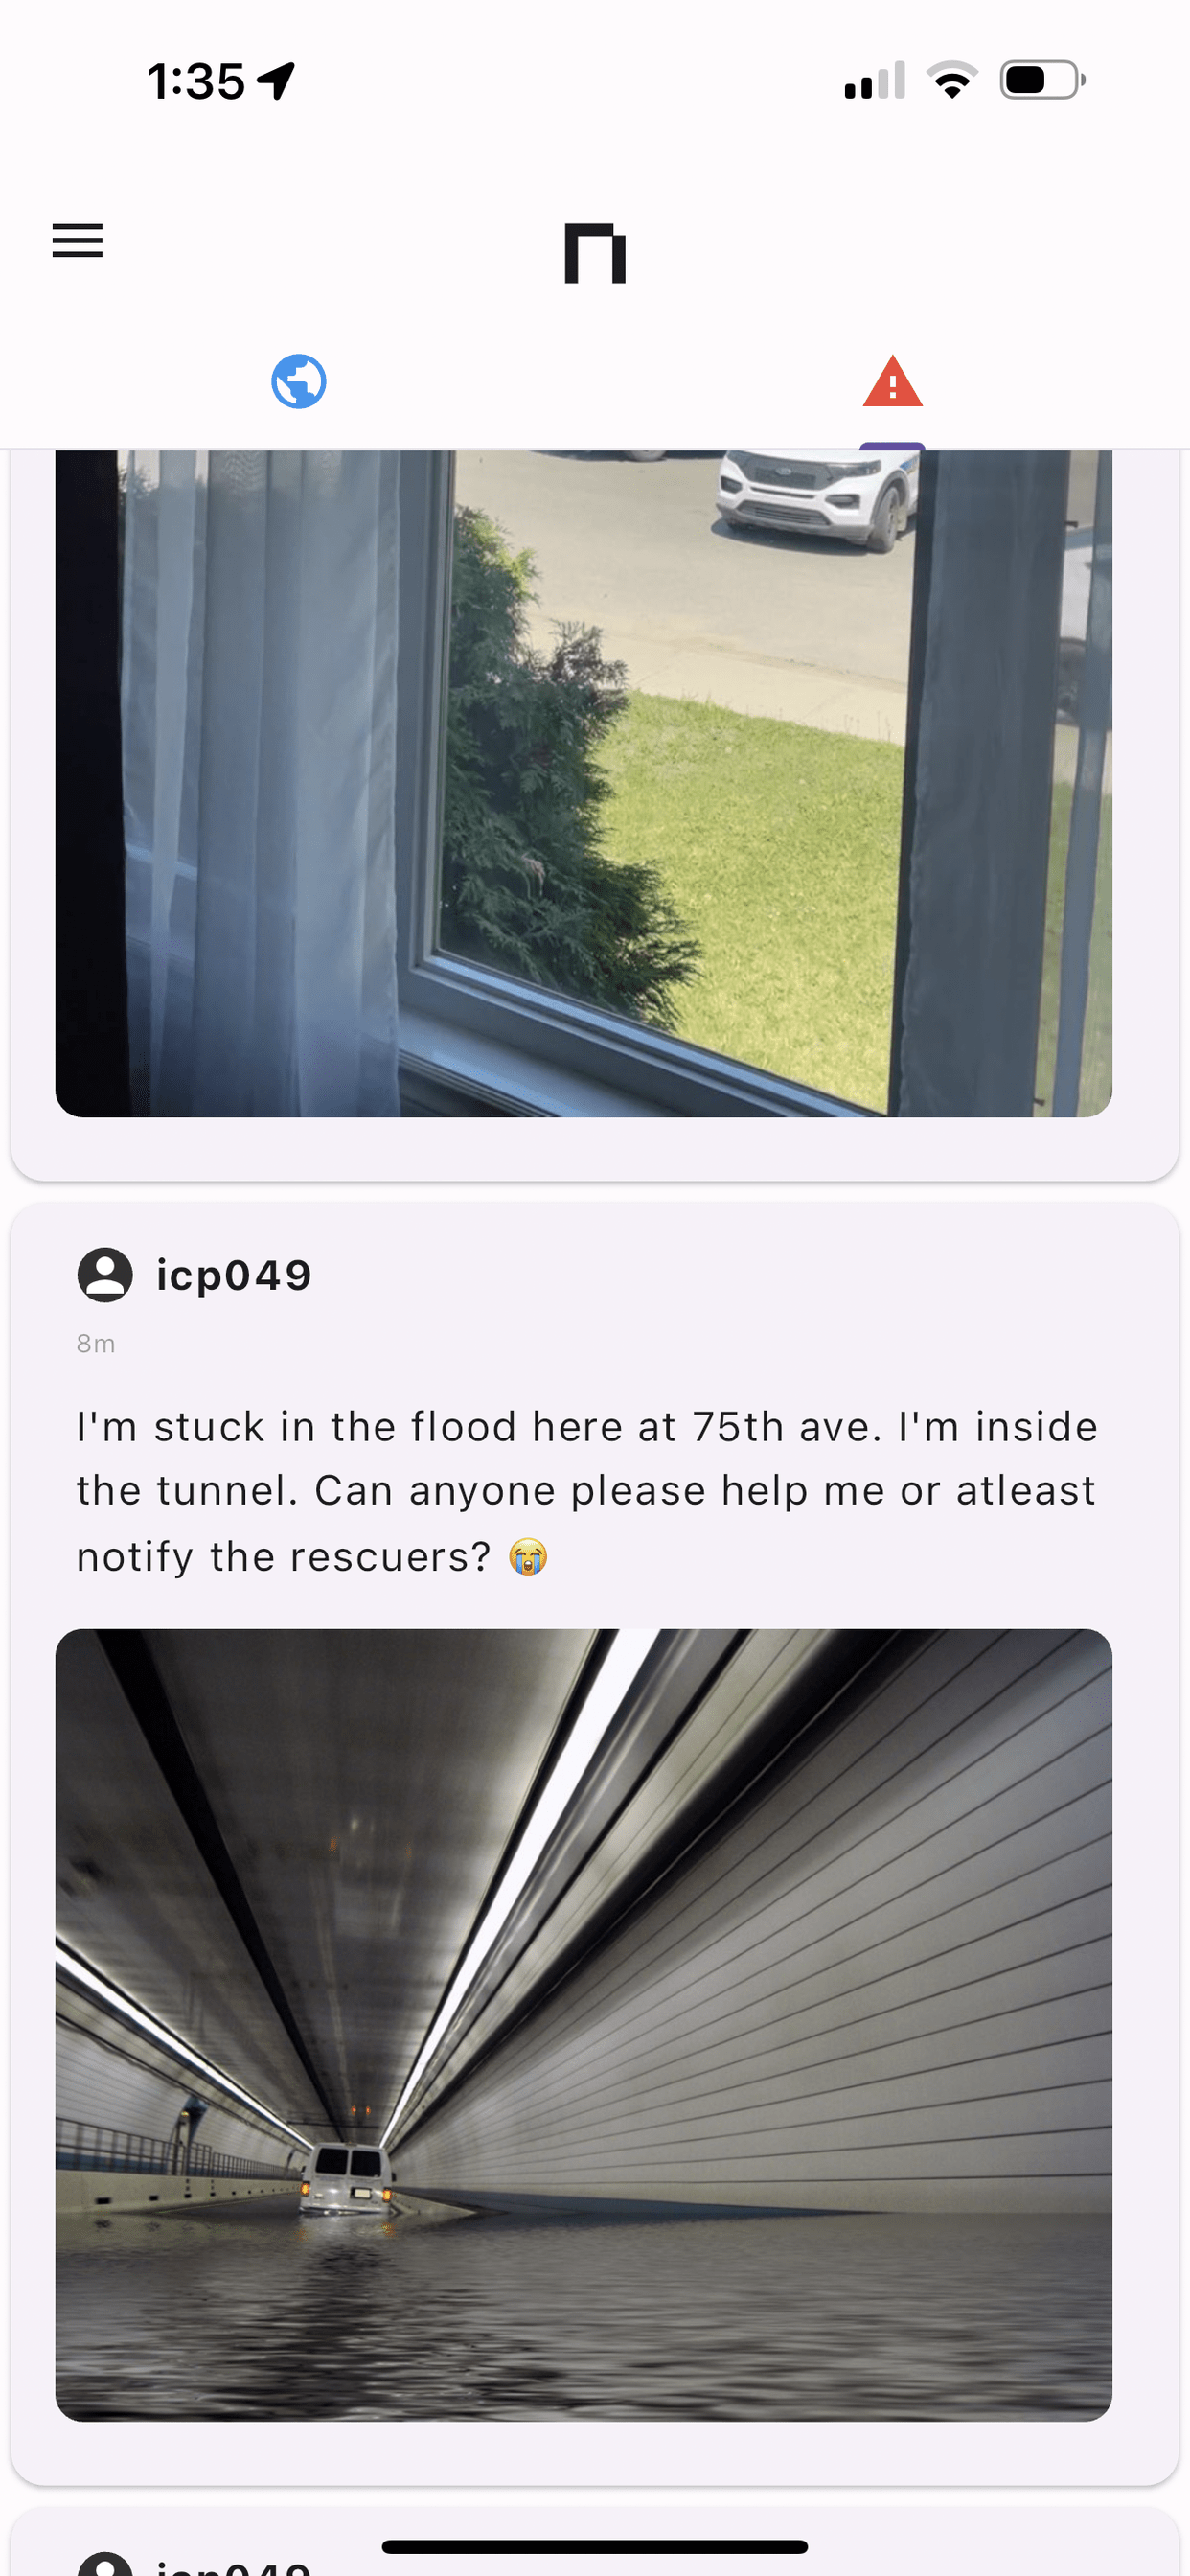 1:35
icp049
8m
I'm stuck in the flood here at 75th ave. I'm inside
the tunnel. Can anyone please help me or atleast
notify the rescuers? 😭